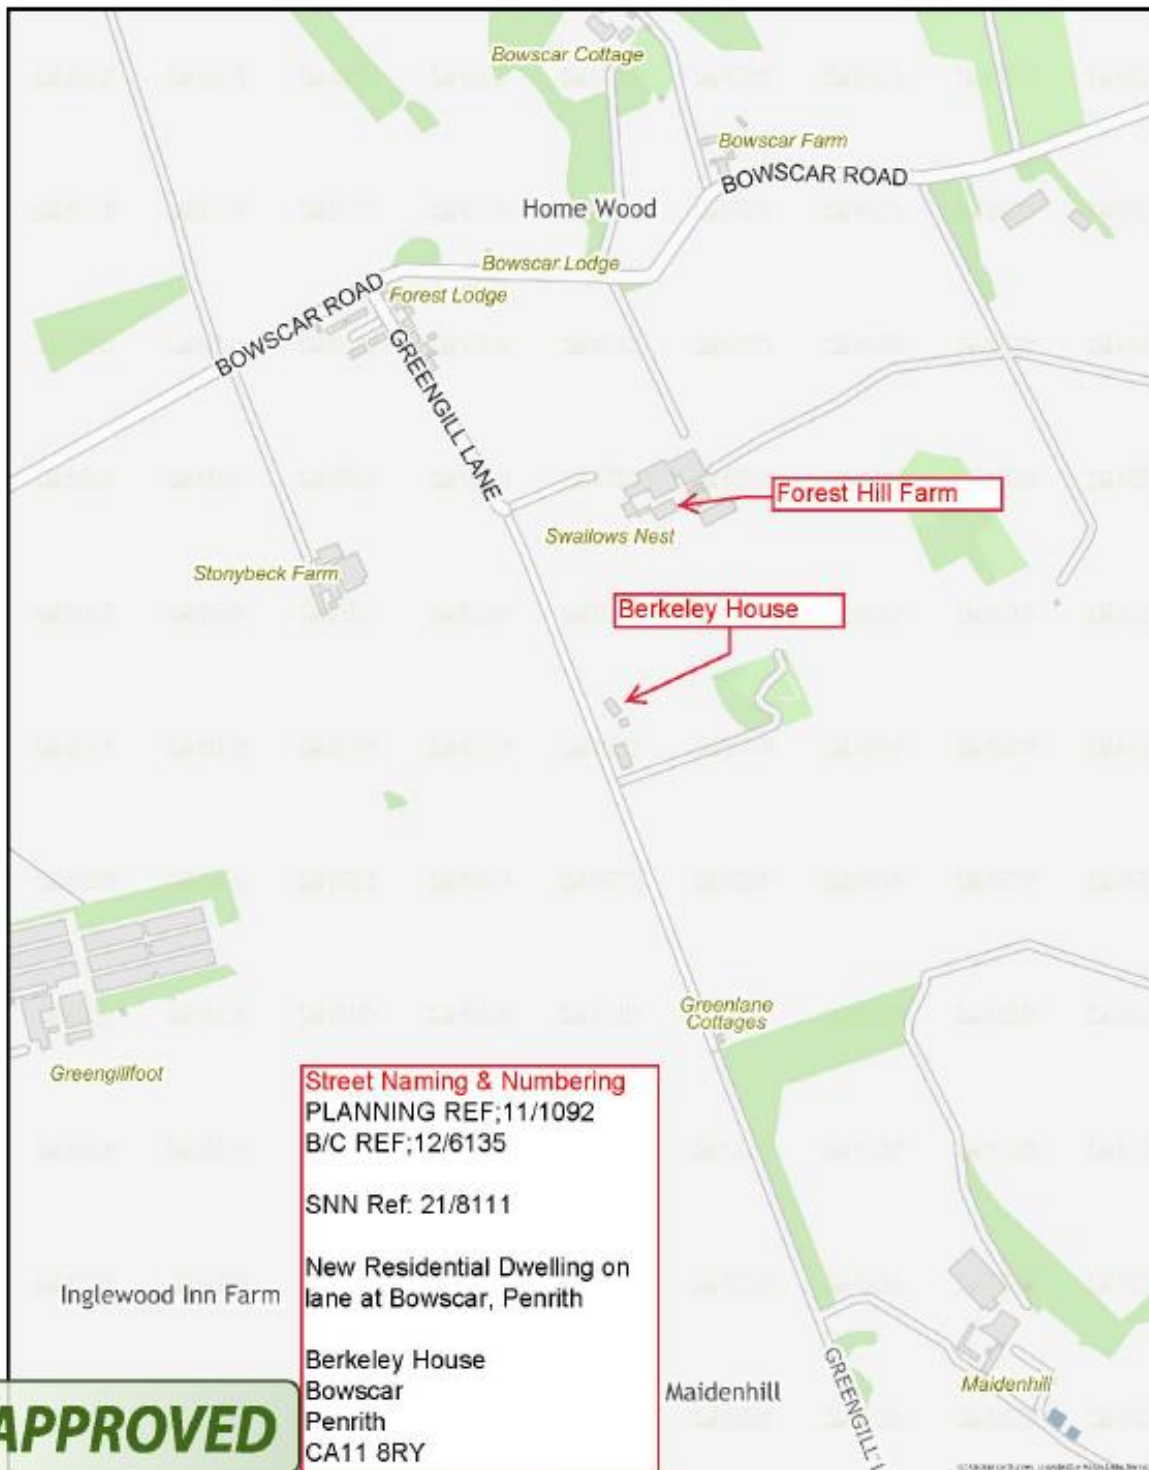 Bowscar Cottage
Bowscar Farm
BOWSCAR ROAD
Home Wood
Bowscar Lodge
BOWSCAR ROAD
Forest Lodge
GREENGILL LANE
Forest Hill Farm
Swallows Nest
Stonybeck Farm
Berkeley House
Greenlane
Cottages
Greengillfoot
Street Naming & Numbering
PLANNING REF;11/1092
B/C REF;12/6135
SNN Ref: 21/8111
New Residential Dwelling on
lane at Bowscar, Penrith
Berkeley House
Bowscar
Penrith
CA11 8RY
Inglewood Inn Farm
Maidenhill
GREENGILL
Maidenhill
APPROVED